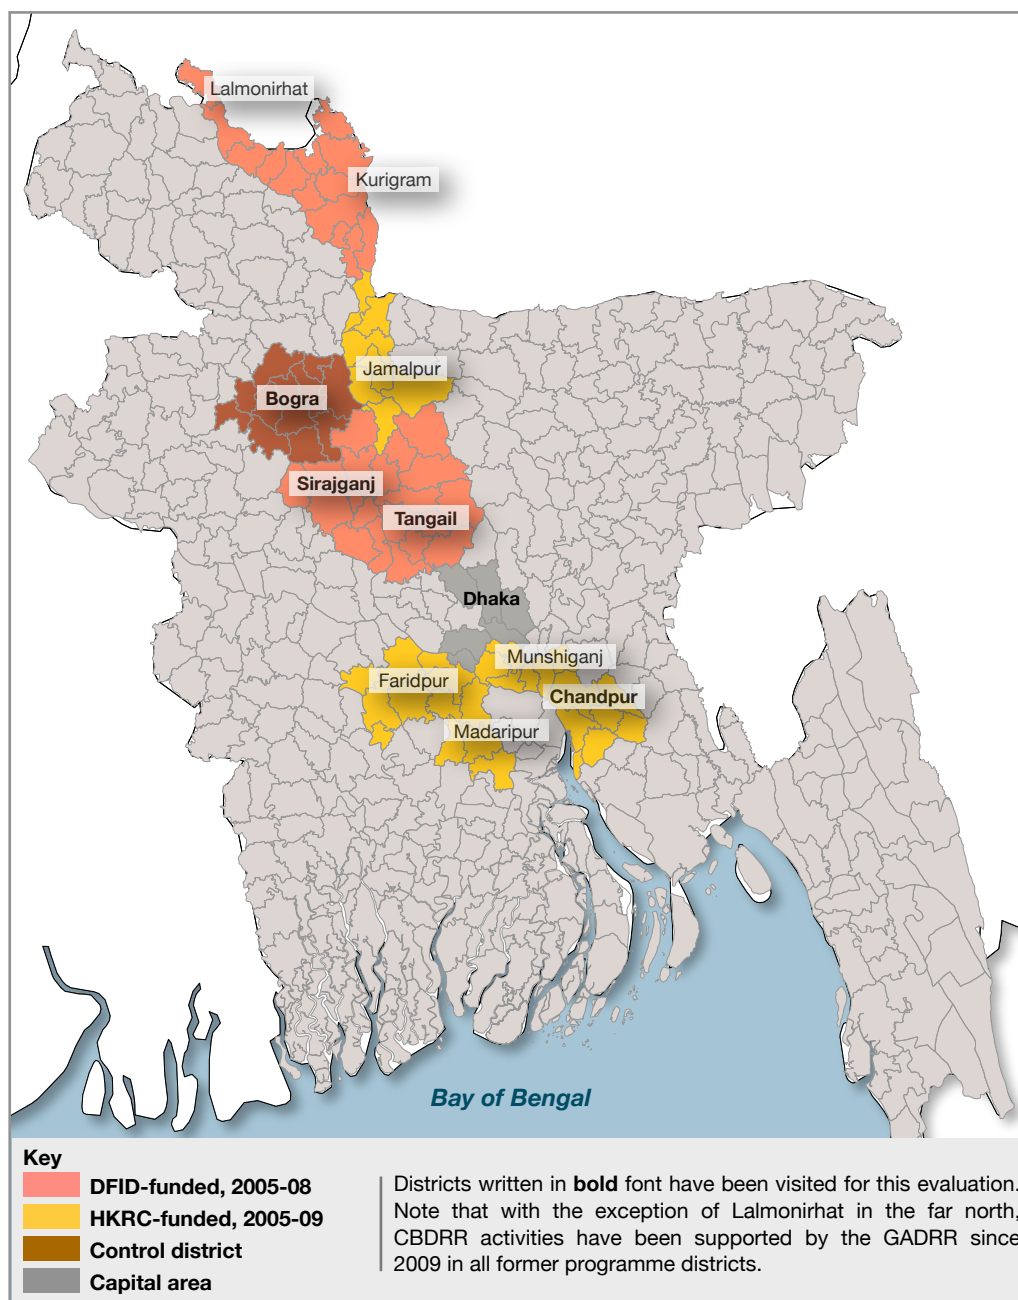 Lalmonirhat
Kurigram
Jamalpur
Bogra
Sirajganj
Tangail
Dhaka
Munshiganj
Faridpur
Chandpur
Madaripur
Bay of Bengal
Key
DFID-funded, 2005-08
HKRC-funded, 2005-09
Control district
Capital area
Districts written in bold font have been visited for this evaluation.
Note that with the exception of Lalmonirhat in the far north,
CBDRR activities have been supported by the GADRR since
2009 in all former programme districts.